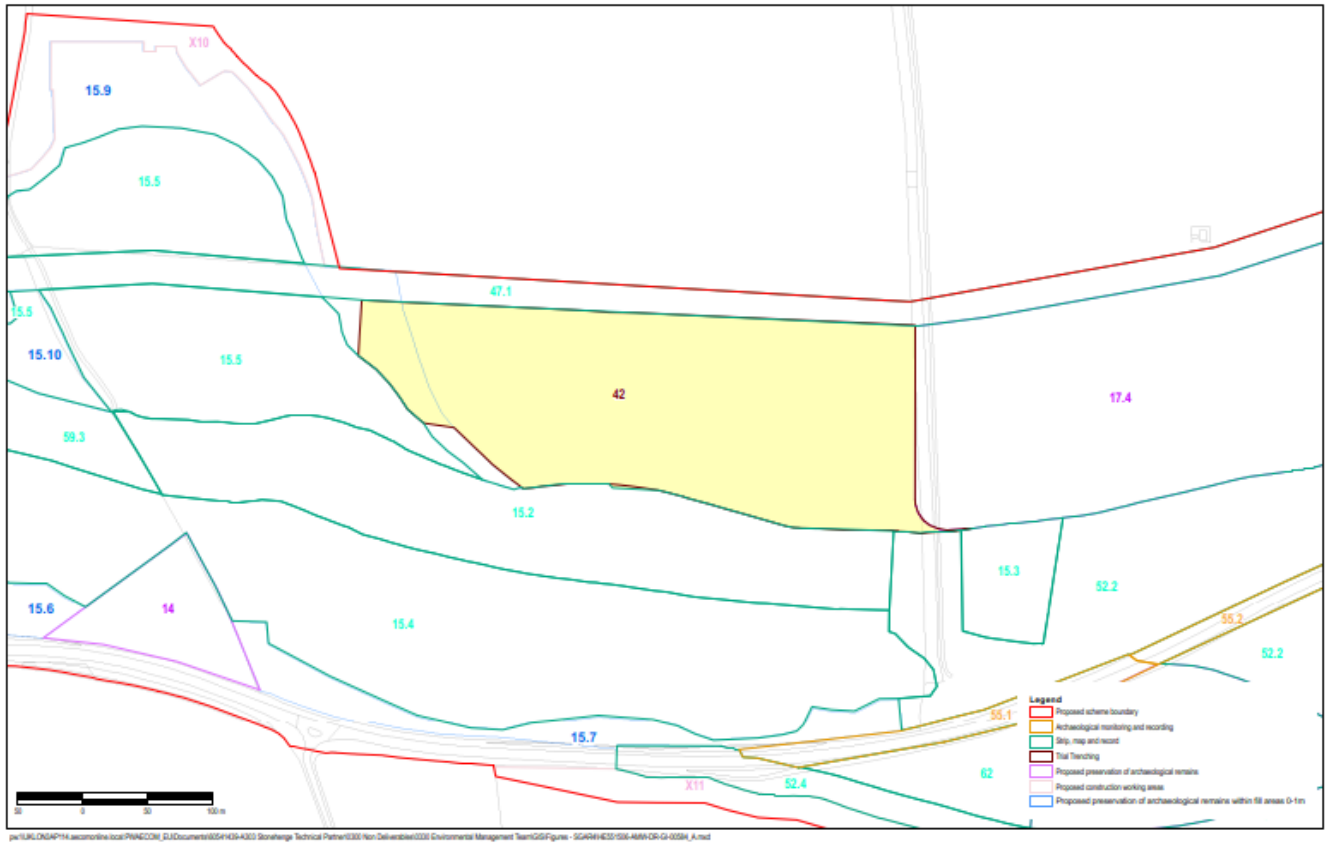 X10
15.9
15.5
47.1
15.5
15.10
15.5
42
17.4
59.3
15.2
15.3
52.2
15.6
14
15.4
55.2
52.2
55.1
15.7
62
X11
52.4
Legend
Proposed scheme boundary
Archaeological monitoring and recording
Strip, map and record
Trial Trenching
Proposed preservation of archaeological remains
Proposed construction working areas
Proposed preservation of archaeological remains within fill areas 0-1m
50 0 50 100 m